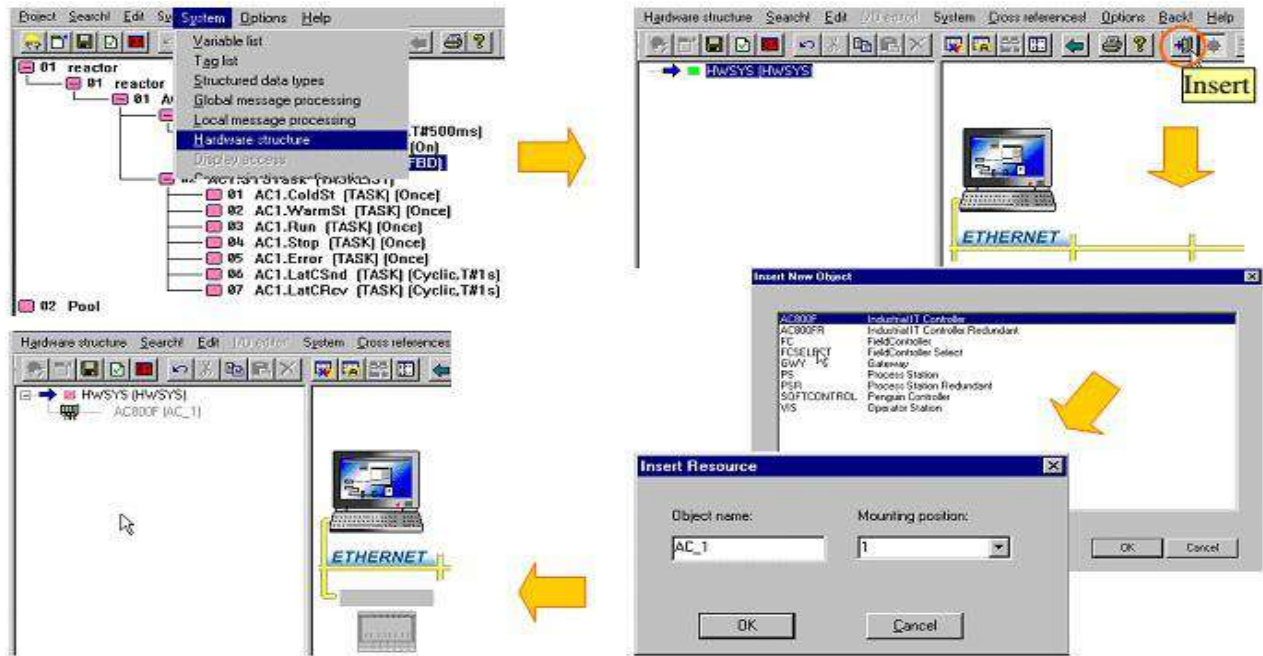 Project Search! Edit Sy System Options Help
Variable list
Tag list
Structured data types
Global message processing
Local message processing
Hardware structure
Display access
01 reactor
01 reactor
01
T#500ms)
(On)
FBD)
[TASKLIST]
01 AC1.ColdSt [TASK] (Once)
02 AC1.WarmSt [TASK] (Once)
03 AC1.Run [TASK] (Once)
04 AC1.Stop [TASK] (Once)
05 AC1.Error [TASK] (Once)
06 AC1.LatCSnd [TASK] (Cyclic,T#1s)
07 AC1.LatCRcv [TASK] (Cyclic,T#1s)
02 Pool
Hardware structure Search! Edit I/O editor! System Cross references! Options Back! Help
Insert
HWSYS (HWSYS)
ETHERNET
Insert New Object
AC800F Industrial IT Controller
AC800FR Industrial IT Controller Redundant
FC FieldController
FCSELECT FieldController Select
GWY Gateway
PS Process Station
PSR Process Station Redundant
SOFTCONTROL Penguin Controller
VIS Operator Station
OK Cancel
Insert Resource
Object name: Mounting position:
AC_1 1
OK Cancel
Hardware structure Search! Edit I/O editor! System Cross references
HWSYS (HWSYS)
AC800F (AC_1)
ETHERNET